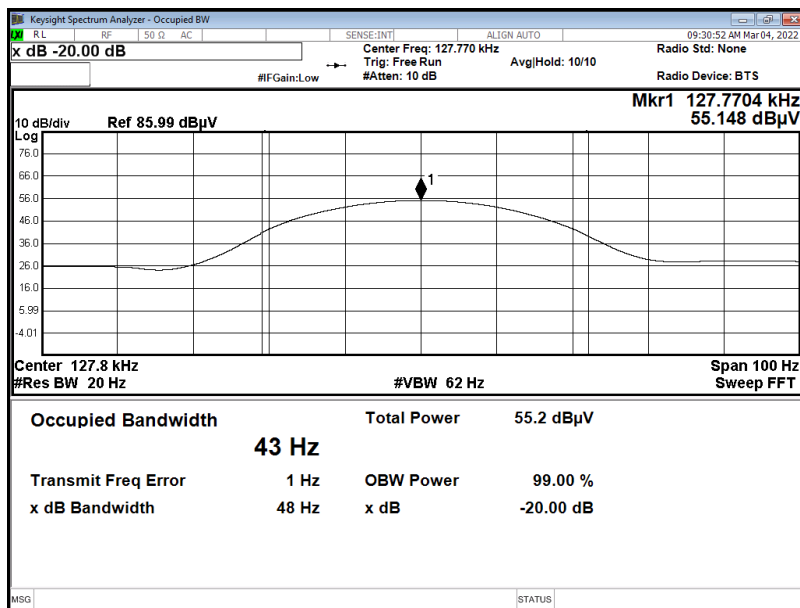 Keysight Spectrum Analyzer - Occupied BW
LXI RL RF 50 Ω AC SENSE:INT ALIGN AUTO 09:30:52 AM Mar 04, 2022
x dB -20.00 dB Center Freq: 127.770 kHz Radio Std: None
Trig: Free Run Avg|Hold: 10/10
#IFGain:Low #Atten: 10 dB Radio Device: BTS
Mkr1 127.7704 kHz
10 dB/div Ref 85.99 dBµV 55.148 dBµV
Log
76.0
66.0
1
56.0
46.0
36.0
26.0
16.0
5.99
-4.01
Center 127.8 kHz Span 100 Hz
#Res BW 20 Hz #VBW 62 Hz Sweep FFT
Occupied Bandwidth Total Power 55.2 dBµV
43 Hz
Transmit Freq Error 1 Hz OBW Power 99.00 %
x dB Bandwidth 48 Hz x dB -20.00 dB
MSG STATUS